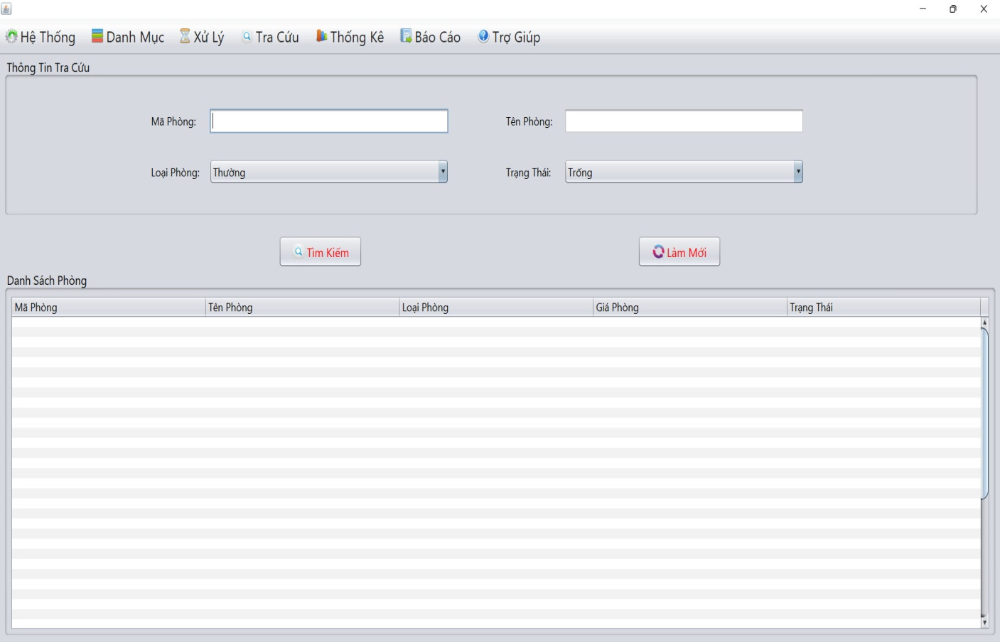 Hệ Thống Danh Mục Xử Lý Tra Cứu Thống Kê Báo Cáo Trợ Giúp
Thông Tin Tra Cứu
Mã Phòng: Tên Phòng:
Loại Phòng: Thường Trạng Thái: Trống
Tìm Kiếm Làm Mới
Danh Sách Phòng
Mã Phòng Tên Phòng Loại Phòng Giá Phòng Trạng Thái